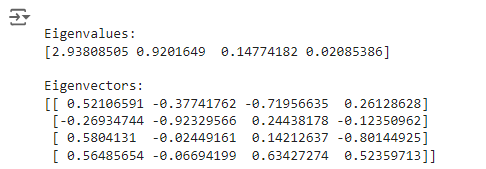 Eigenvalues:
[2.93808505 0.9201649  0.14774182 0.02085386]
Eigenvectors:
[[ 0.52106591 -0.37741762 -0.71956635  0.26128628]
 [-0.26934744 -0.92329566  0.24438178 -0.12350962]
 [ 0.5804131  -0.02449161  0.14212637 -0.80144925]
 [ 0.56485654 -0.06694199  0.63427274  0.52359713]]